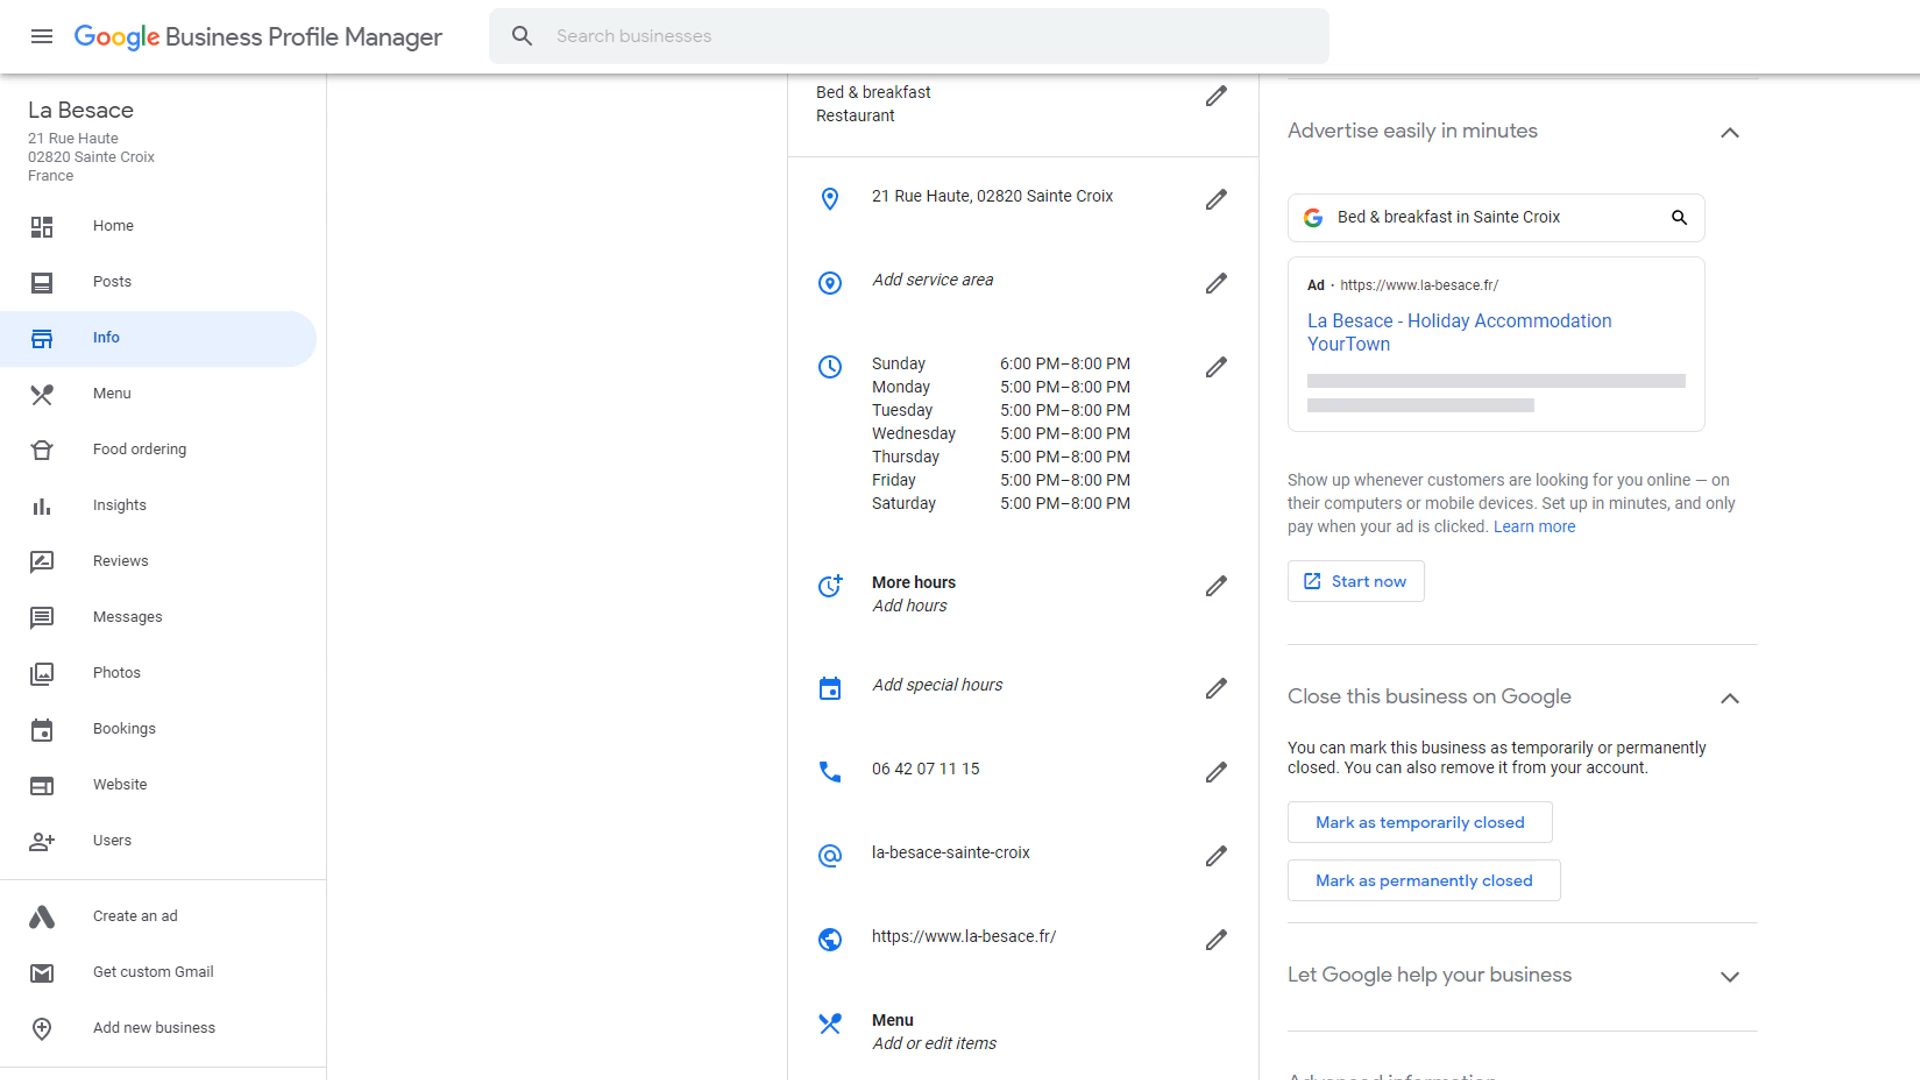 Google Business Profile Manager
Search businesses
La Besace
21 Rue Haute
02820 Sainte Croix
France
Home
Posts
Info
Menu
Food ordering
Insights
Reviews
Messages
Photos
Bookings
Website
Users
Create an ad
Get custom Gmail
Add new business
Bed & breakfast
Restaurant
21 Rue Haute, 02820 Sainte Croix
Add service area
Sunday 6:00 PM–8:00 PM
Monday 5:00 PM–8:00 PM
Tuesday 5:00 PM–8:00 PM
Wednesday 5:00 PM–8:00 PM
Thursday 5:00 PM–8:00 PM
Friday 5:00 PM–8:00 PM
Saturday 5:00 PM–8:00 PM
More hours
Add hours
Add special hours
06 42 07 11 15
la-besace-sainte-croix
https://www.la-besace.fr/
Menu
Add or edit items
Advertise easily in minutes
Bed & breakfast in Sainte Croix
Ad · https://www.la-besace.fr/
La Besace - Holiday Accommodation
YourTown
Show up whenever customers are looking for you online — on
their computers or mobile devices. Set up in minutes, and only
pay when your ad is clicked. Learn more
Start now
Close this business on Google
You can mark this business as temporarily or permanently
closed. You can also remove it from your account.
Mark as temporarily closed
Mark as permanently closed
Let Google help your business
Advanced information